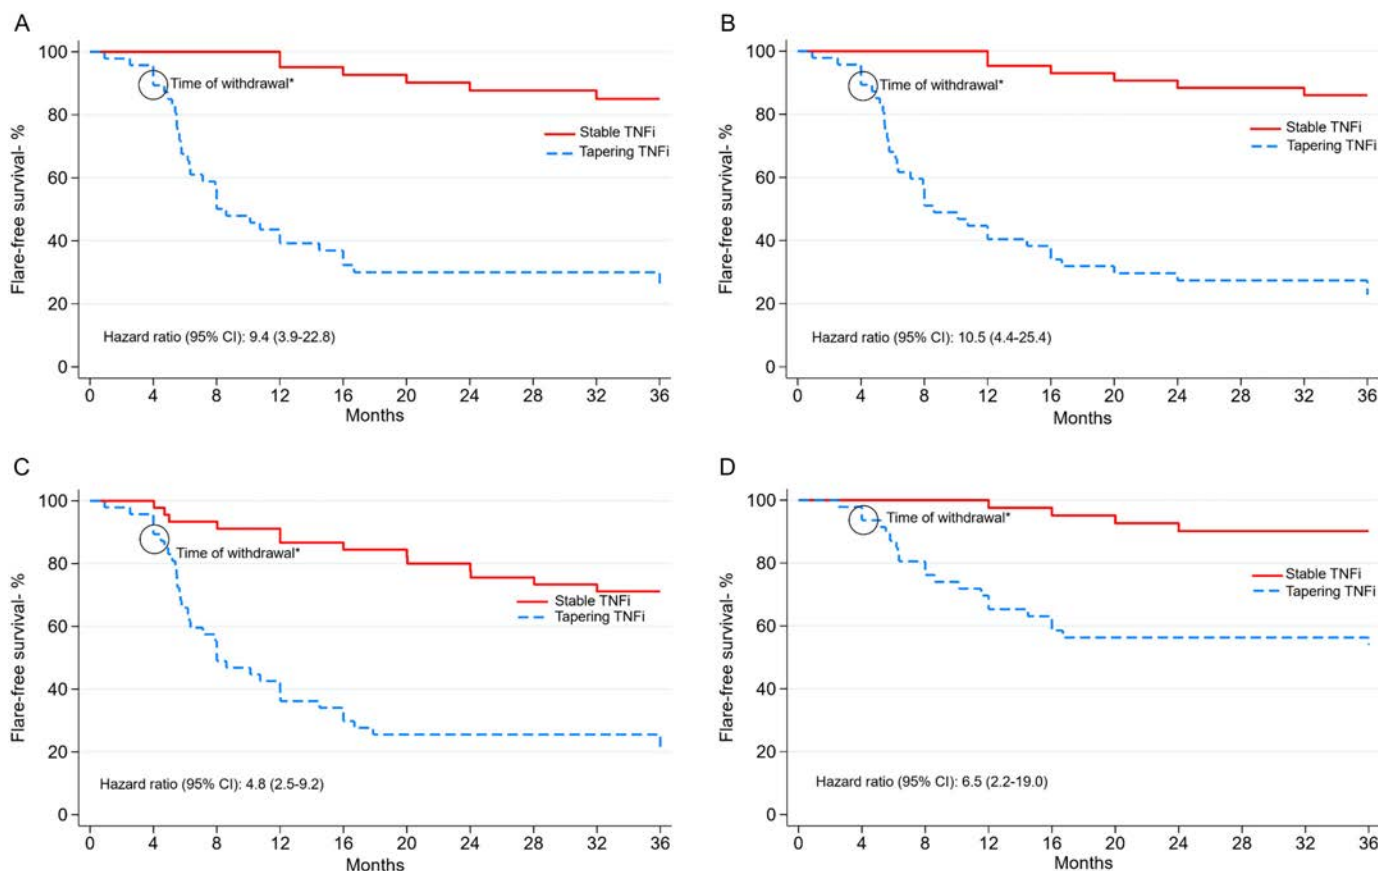 A
100
80
60
40
20
0
Flare-free survival- %
Time of withdrawal*
Stable TNFi
Tapering TNFi
Hazard ratio (95% CI): 9.4 (3.9-22.8)
0 4 8 12 16 20 24 28 32 36
Months
B
100
80
60
40
20
0
Flare-free survival- %
Time of withdrawal*
Stable TNFi
Tapering TNFi
Hazard ratio (95% CI): 10.5 (4.4-25.4)
0 4 8 12 16 20 24 28 32 36
Months
C
100
80
60
40
20
0
Flare-free survival- %
Time of withdrawal*
Stable TNFi
Tapering TNFi
Hazard ratio (95% CI): 4.8 (2.5-9.2)
0 4 8 12 16 20 24 28 32 36
Months
D
100
80
60
40
20
0
Flare-free survival- %
Time of withdrawal*
Stable TNFi
Tapering TNFi
Hazard ratio (95% CI): 6.5 (2.2-19.0)
0 4 8 12 16 20 24 28 32 36
Months